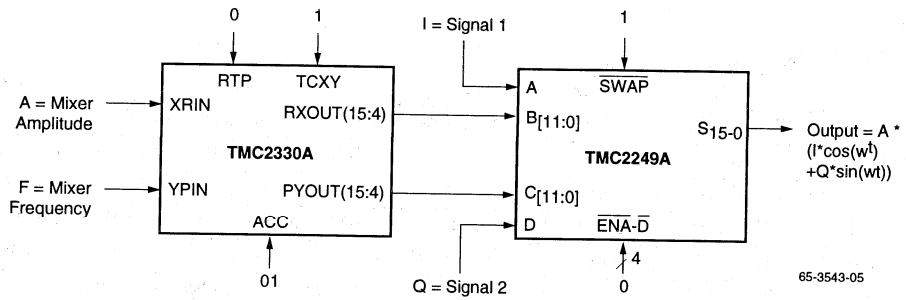 0
1
I = Signal 1
1
A = Mixer
Amplitude
XRIN
RTP
TCXY
RXOUT(15:4)
TMC2330A
F = Mixer
Frequency
YPIN
PYOUT(15:4)
ACC
01
A
SWAP
B[11:0]
S15-0
TMC2249A
C[11:0]
D
ENA-D
Output = A *
(I*cos(wt)
+Q*sin(wt))
Q = Signal 2
4
0
65-3543-05